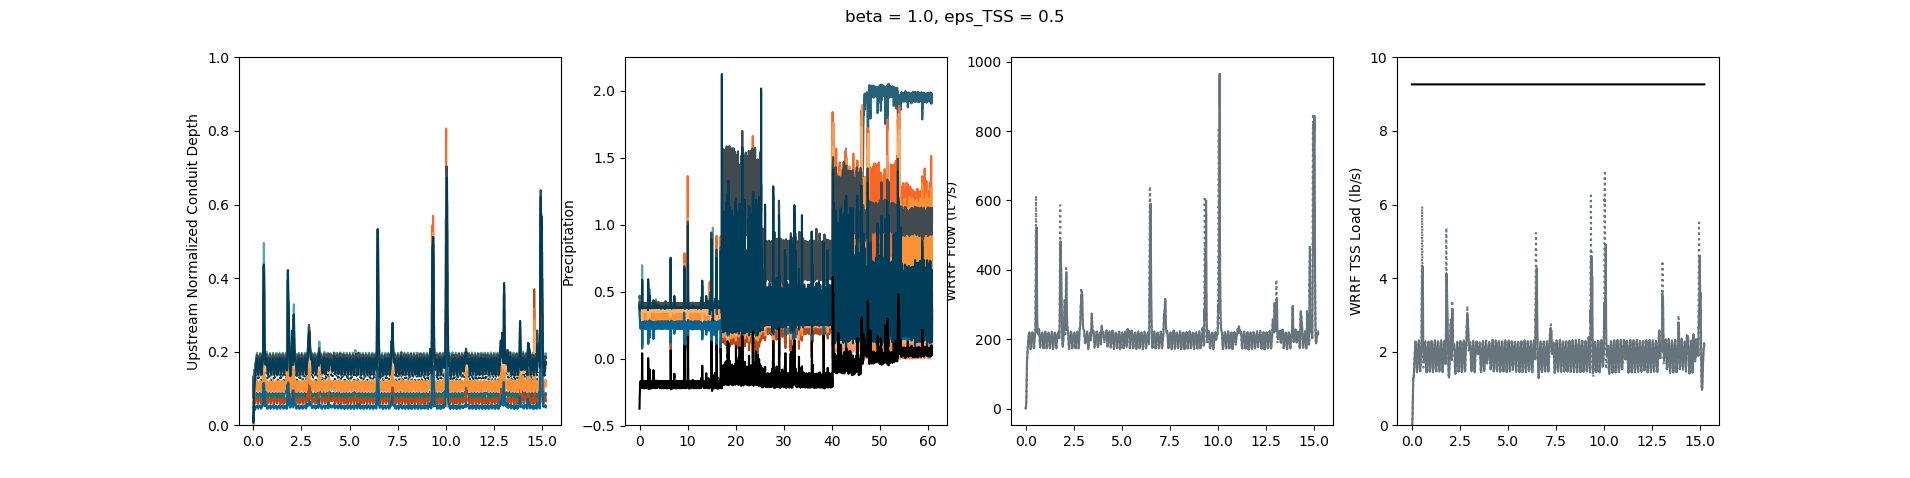 beta = 1.0, eps_TSS = 0.5
Upstream Normalized Conduit Depth
1.0
0.8
0.6
0.4
0.2
0.0
0.0 2.5 5.0 7.5 10.0 12.5 15.0
Precipitation
2.0
1.5
1.0
0.5
0.0
−0.5
0 10 20 30 40 50 60
WRRF Flow (ft³/s)
1000
800
600
400
200
0
0.0 2.5 5.0 7.5 10.0 12.5 15.0
WRRF TSS Load (lb/s)
10
8
6
4
2
0
0.0 2.5 5.0 7.5 10.0 12.5 15.0